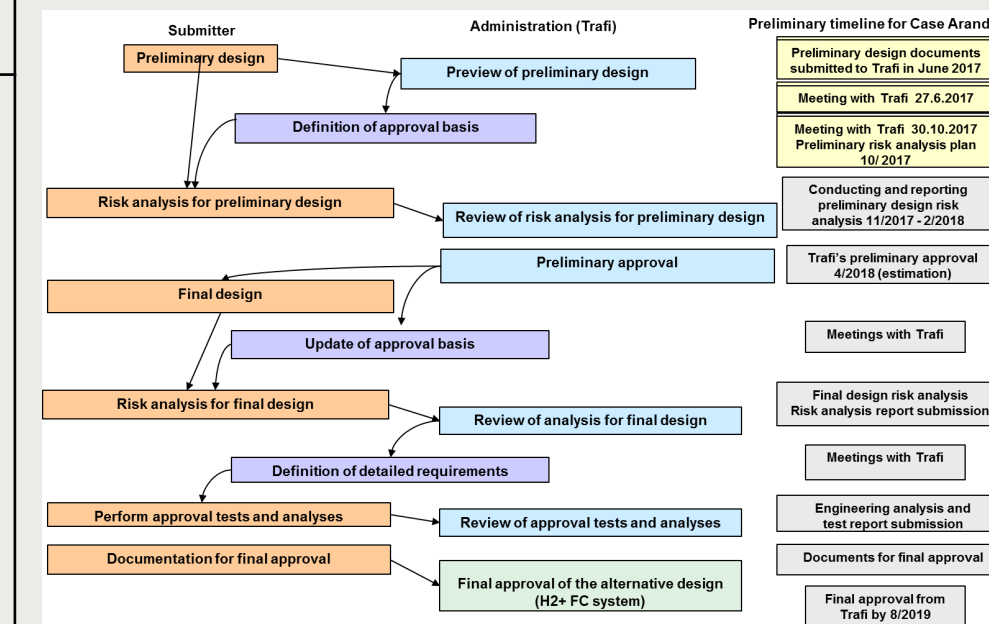 Submitter
Administration (Trafi)
Preliminary timeline for Case Arand
Preliminary design
Preview of preliminary design
Preliminary design documents
submitted to Trafi in June 2017
Meeting with Trafi 27.6.2017
Definition of approval basis
Meeting with Trafi 30.10.2017
Preliminary risk analysis plan
10/ 2017
Risk analysis for preliminary design
Review of risk analysis for preliminary design
Conducting and reporting
preliminary design risk
analysis 11/2017 - 2/2018
Preliminary approval
Trafi's preliminary approval
4/2018 (estimation)
Final design
Update of approval basis
Meetings with Trafi
Risk analysis for final design
Review of analysis for final design
Final design risk analysis
Risk analysis report submission
Definition of detailed requirements
Meetings with Trafi
Perform approval tests and analyses
Review of approval tests and analyses
Engineering analysis and
test report submission
Documentation for final approval
Final approval of the alternative design
(H2+ FC system)
Documents for final approval
Final approval from
Trafi by 8/2019